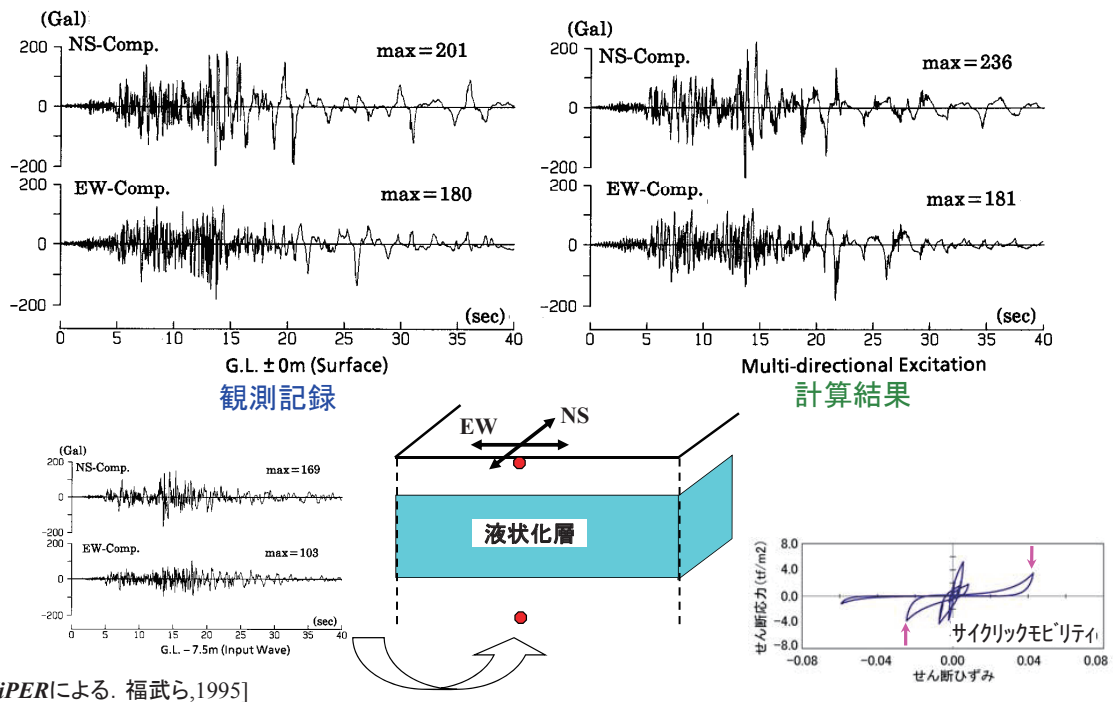 (Gal)
200
NS-Comp.
max=201
0
-200
200
EW-Comp.
max=180
0
-200
(sec)
0 5 10 15 20 25 30 35 40
G.L. ±0m (Surface)
観測記録
(Gal)
200
NS-Comp.
max=236
0
-200
200
EW-Comp.
max=181
0
-200
(sec)
0 5 10 15 20 25 30 35 40
Multi-directional Excitation
計算結果
(Gal)
200
NS-Comp.
max=169
0
-200
200
EW-Comp.
max=103
0
-200
(sec)
0 5 10 15 20 25 30 35 40
G.L. −7.5m (Input Wave)
NS
EW
液状化層
せん断応力(tf/m2)
8.0
4.0
0.0
-4.0
-8.0
サイクリックモビリティ
-0.08 -0.04 0.00 0.04 0.08
せん断ひずみ
iPERによる. 福武ら,1995]